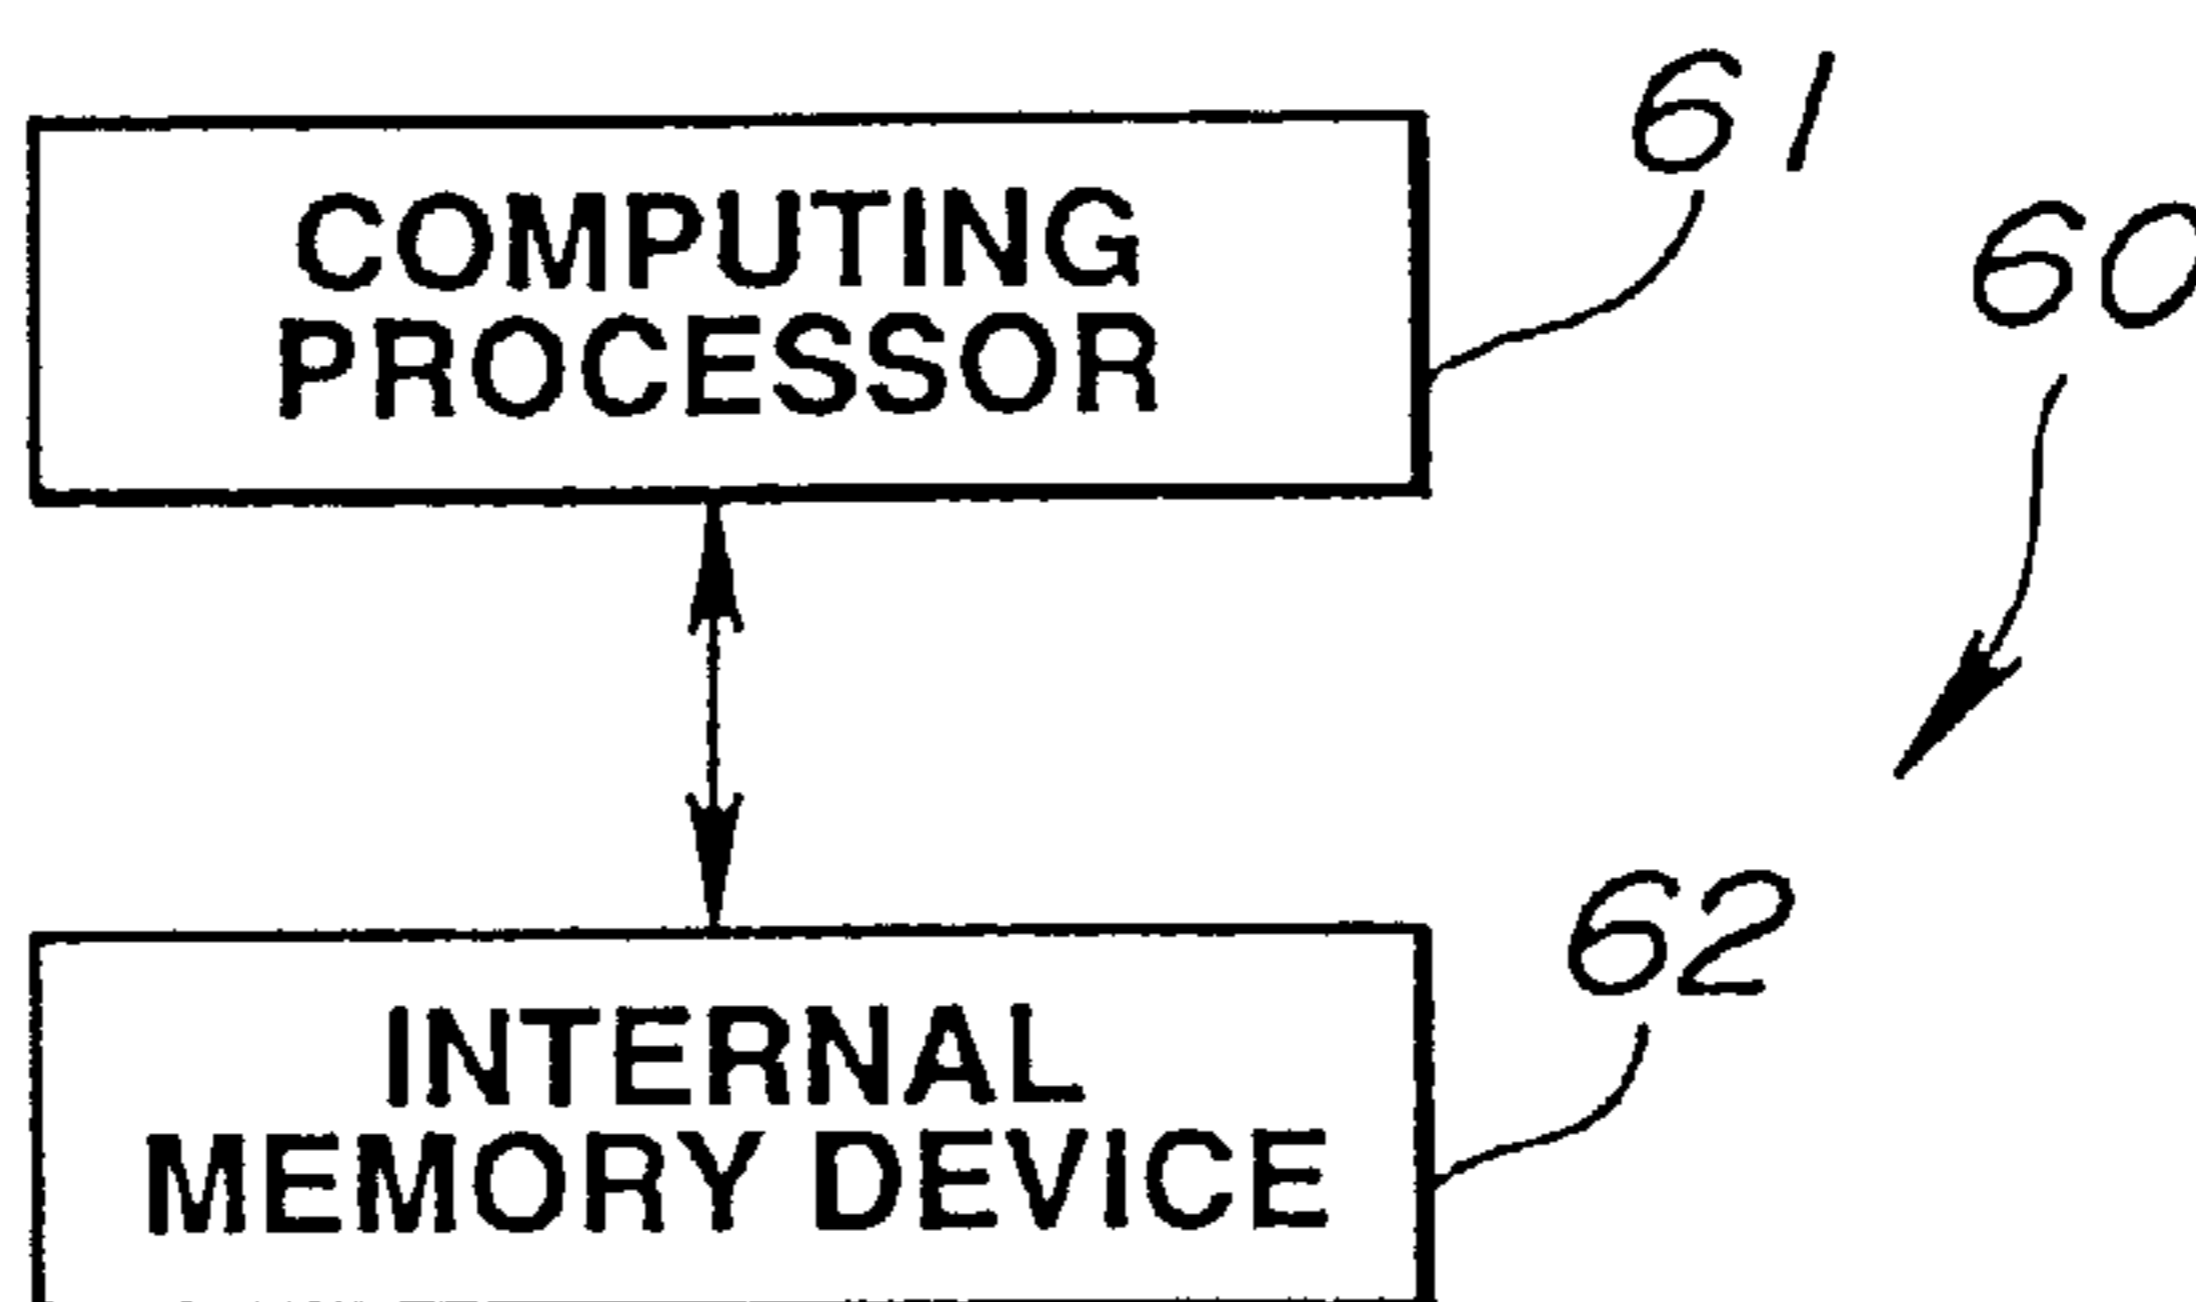 61
COMPUTING
PROCESSOR
60
62
INTERNAL
MEMORY DEVICE